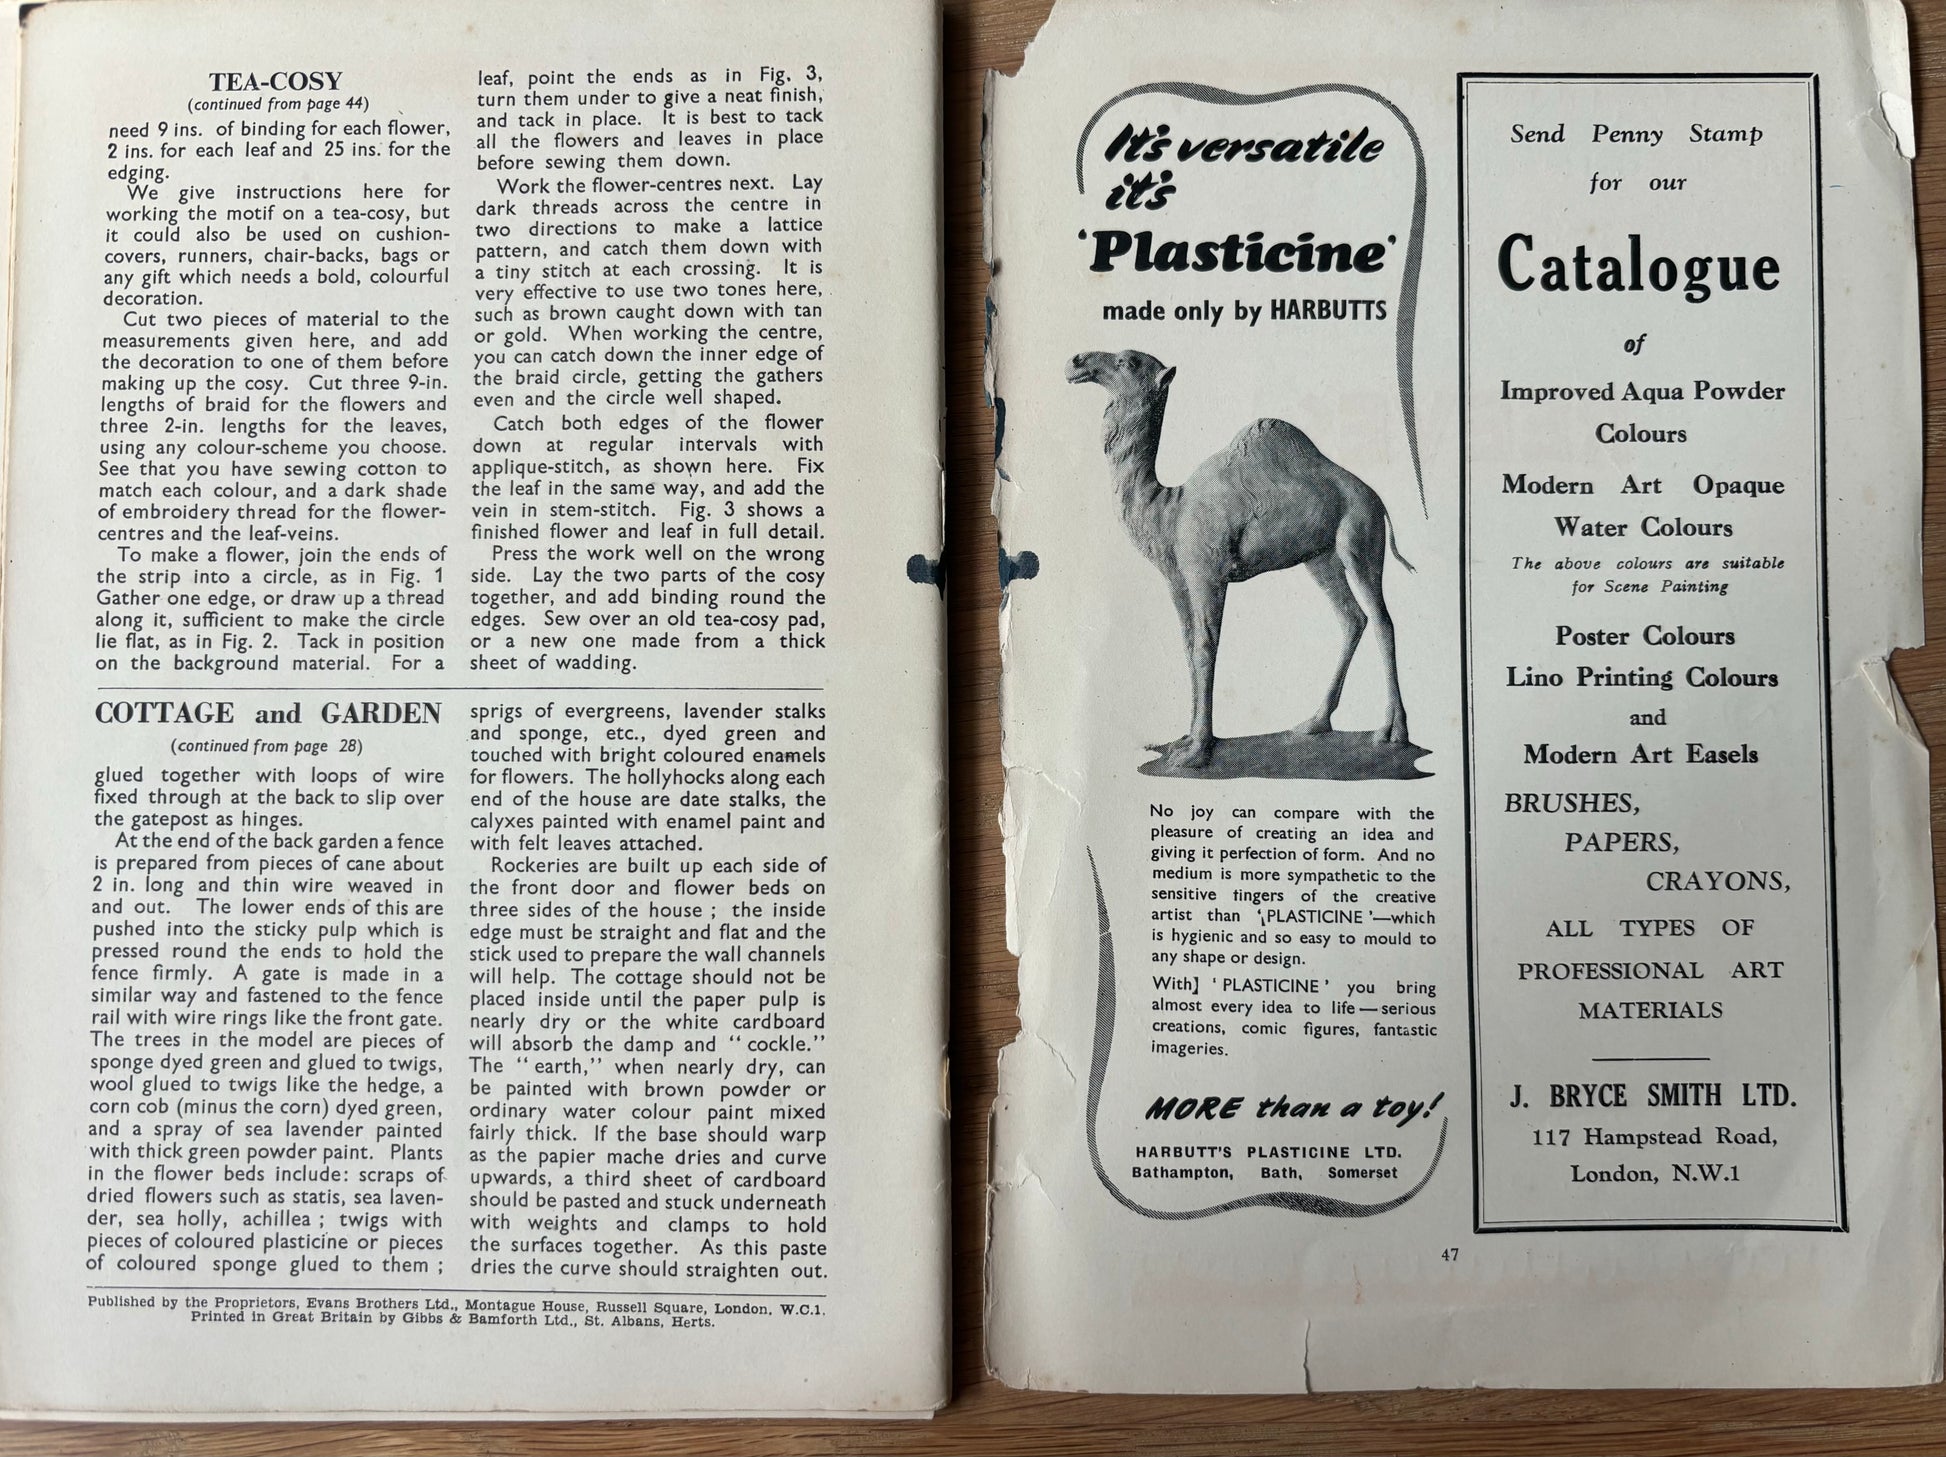 TEA-COSY
(continued from page 44)
need 9 ins. of binding for each flower,
2 ins. for each leaf and 25 ins. for the
edging.
We give instructions here for
working the motif on a tea-cosy, but
it could also be used on cushion-
covers, runners, chair-backs, bags or
any gift which needs a bold, colourful
decoration.
Cut two pieces of material to the
measurements given here, and add
the decoration to one of them before
making up the cosy. Cut three 9-in.
lengths of braid for the flowers and
three 2-in. lengths for the leaves,
using any colour-scheme you choose.
See that you have sewing cotton to
match each colour, and a dark shade
of embroidery thread for the flower-
centres and the leaf-veins.
To make a flower, join the ends of
the strip into a circle, as in Fig. 1
Gather one edge, or draw up a thread
along it, sufficient to make the circle
lie flat, as in Fig. 2. Tack in position
on the background material. For a
leaf, point the ends as in Fig. 3,
turn them under to give a neat finish,
and tack in place. It is best to tack
all the flowers and leaves in place
before sewing them down.
Work the flower-centres next. Lay
dark threads across the centre in
two directions to make a lattice
pattern, and catch them down with
a tiny stitch at each crossing. It is
very effective to use two tones here,
such as brown caught down with tan
or gold. When working the centre,
you can catch down the inner edge of
the braid circle, getting the gathers
even and the circle well shaped.
Catch both edges of the flower
down at regular intervals with
applique-stitch, as shown here. Fix
the leaf in the same way, and add the
vein in stem-stitch. Fig. 3 shows a
finished flower and leaf in full detail.
Press the work well on the wrong
side. Lay the two parts of the cosy
together, and add binding round the
edges. Sew over an old tea-cosy pad,
or a new one made from a thick
sheet of wadding.
COTTAGE and GARDEN
(continued from page 28)
glued together with loops of wire
fixed through at the back to slip over
the gatepost as hinges.
At the end of the back garden a fence
is prepared from pieces of cane about
2 in. long and thin wire weaved in
and out. The lower ends of this are
pushed into the sticky pulp which is
pressed round the ends to hold the
fence firmly. A gate is made in a
similar way and fastened to the fence
rail with wire rings like the front gate.
The trees in the model are pieces of
sponge dyed green and glued to twigs,
wool glued to twigs like the hedge, a
corn cob (minus the corn) dyed green,
and a spray of sea lavender painted
with thick green powder paint. Plants
in the flower beds include: scraps of
dried flowers such as statis, sea laven-
der, sea holly, achillea ; twigs with
pieces of coloured plasticine or pieces
of coloured sponge glued to them ;
sprigs of evergreens, lavender stalks
and sponge, etc., dyed green and
touched with bright coloured enamels
for flowers. The hollyhocks along each
end of the house are date stalks, the
calyxes painted with enamel paint and
with felt leaves attached.
Rockeries are built up each side of
the front door and flower beds on
three sides of the house ; the inside
edge must be straight and flat and the
stick used to prepare the wall channels
will help. The cottage should not be
placed inside until the paper pulp is
nearly dry or the white cardboard
will absorb the damp and “ cockle.”
The “ earth,” when nearly dry, can
be painted with brown powder or
ordinary water colour paint mixed
fairly thick. If the base should warp
as the papier mache dries and curve
upwards, a third sheet of cardboard
should be pasted and stuck underneath
with weights and clamps to hold
the surfaces together. As this paste
dries the curve should straighten out.
Published by the Proprietors, Evans Brothers Ltd., Montague House, Russell Square, London, W.C.1.
Printed in Great Britain by Gibbs & Bamforth Ltd., St. Albans, Herts.
It's versatile
it's
'Plasticine'
made only by HARBUTTS
No joy can compare with the
pleasure of creating an idea and
giving it perfection of form. And no
medium is more sympathetic to the
sensitive fingers of the creative
artist than ‘ PLASTICINE ’—which
is hygienic and so easy to mould to
any shape or design.
With ‘ PLASTICINE ’ you bring
almost every idea to life — serious
creations, comic figures, fantastic
imageries.
MORE than a toy!
HARBUTT'S PLASTICINE LTD.
Bathampton, Bath, Somerset
Send Penny Stamp
for our
Catalogue
of
Improved Aqua Powder
Colours
Modern Art Opaque
Water Colours
The above colours are suitable
for Scene Painting
Poster Colours
Lino Printing Colours
and
Modern Art Easels
BRUSHES,
PAPERS,
CRAYONS,
ALL TYPES OF
PROFESSIONAL ART
MATERIALS
J. BRYCE SMITH LTD.
117 Hampstead Road,
London, N.W.1
47